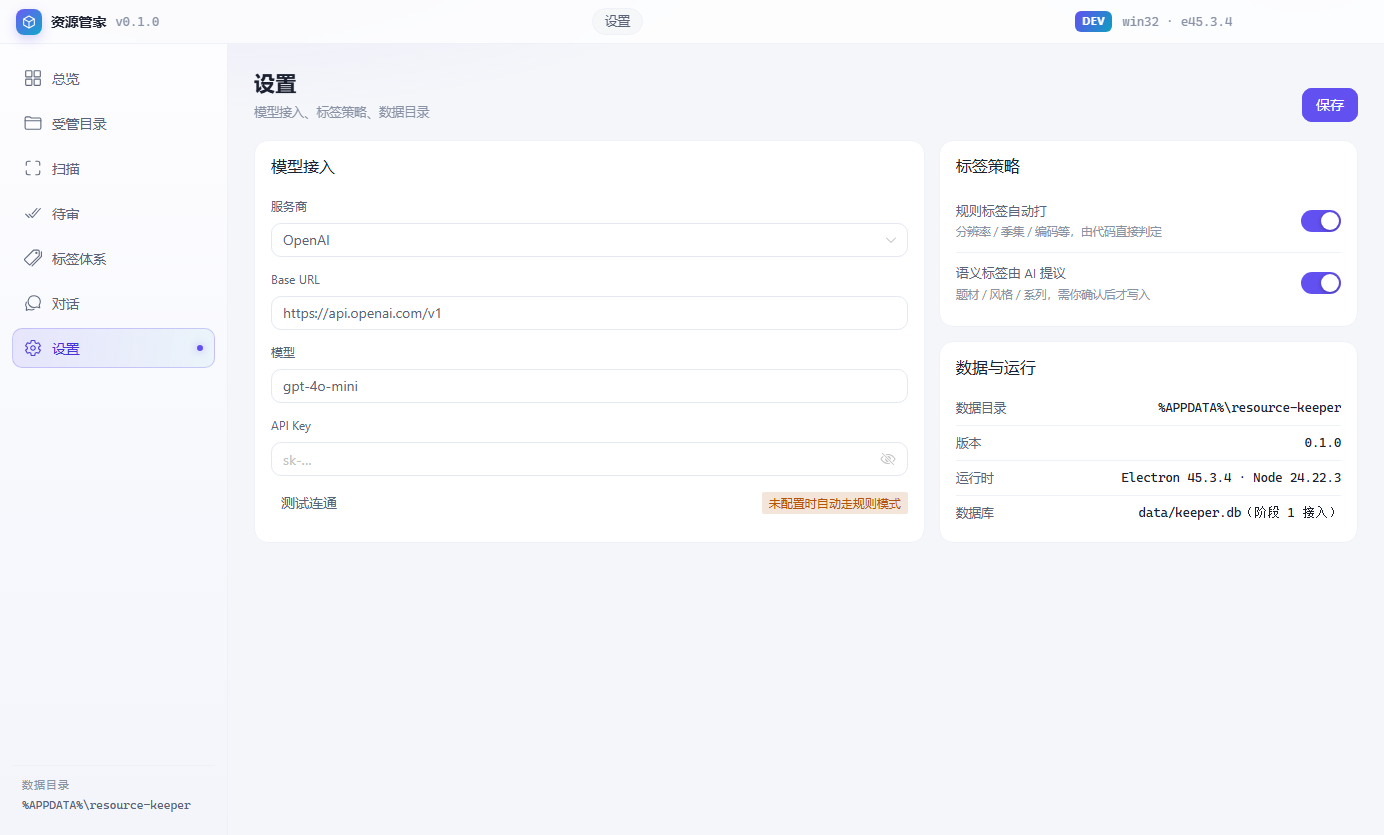 资源管家 v0.1.0
设置
DEV win32 · e45.3.4
总览
受管目录
扫描
待审
标签体系
对话
设置
数据目录
%APPDATA%\resource-keeper
设置
模型接入、标签策略、数据目录
保存
模型接入
服务商
OpenAI
Base URL
https://api.openai.com/v1
模型
gpt-4o-mini
API Key
sk-...
测试连通
未配置时自动走规则模式
标签策略
规则标签自动打
分辨率 / 季集 / 编码等，由代码直接判定
语义标签由 AI 提议
题材 / 风格 / 系列，需你确认后才写入
数据与运行
数据目录 %APPDATA%\resource-keeper
版本 0.1.0
运行时 Electron 45.3.4 · Node 24.22.3
数据库 data/keeper.db（阶段 1 接入）